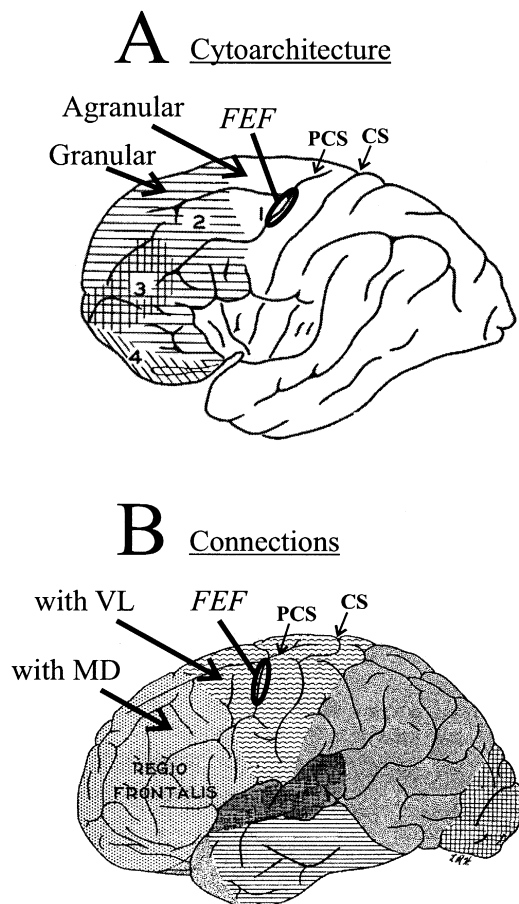 A Cytoarchitecture
Agranular
FEF
PCS
CS
Granular
1
2
3
4
B Connections
with VL
FEF
PCS
CS
with MD
REGIO
FRONTALIS